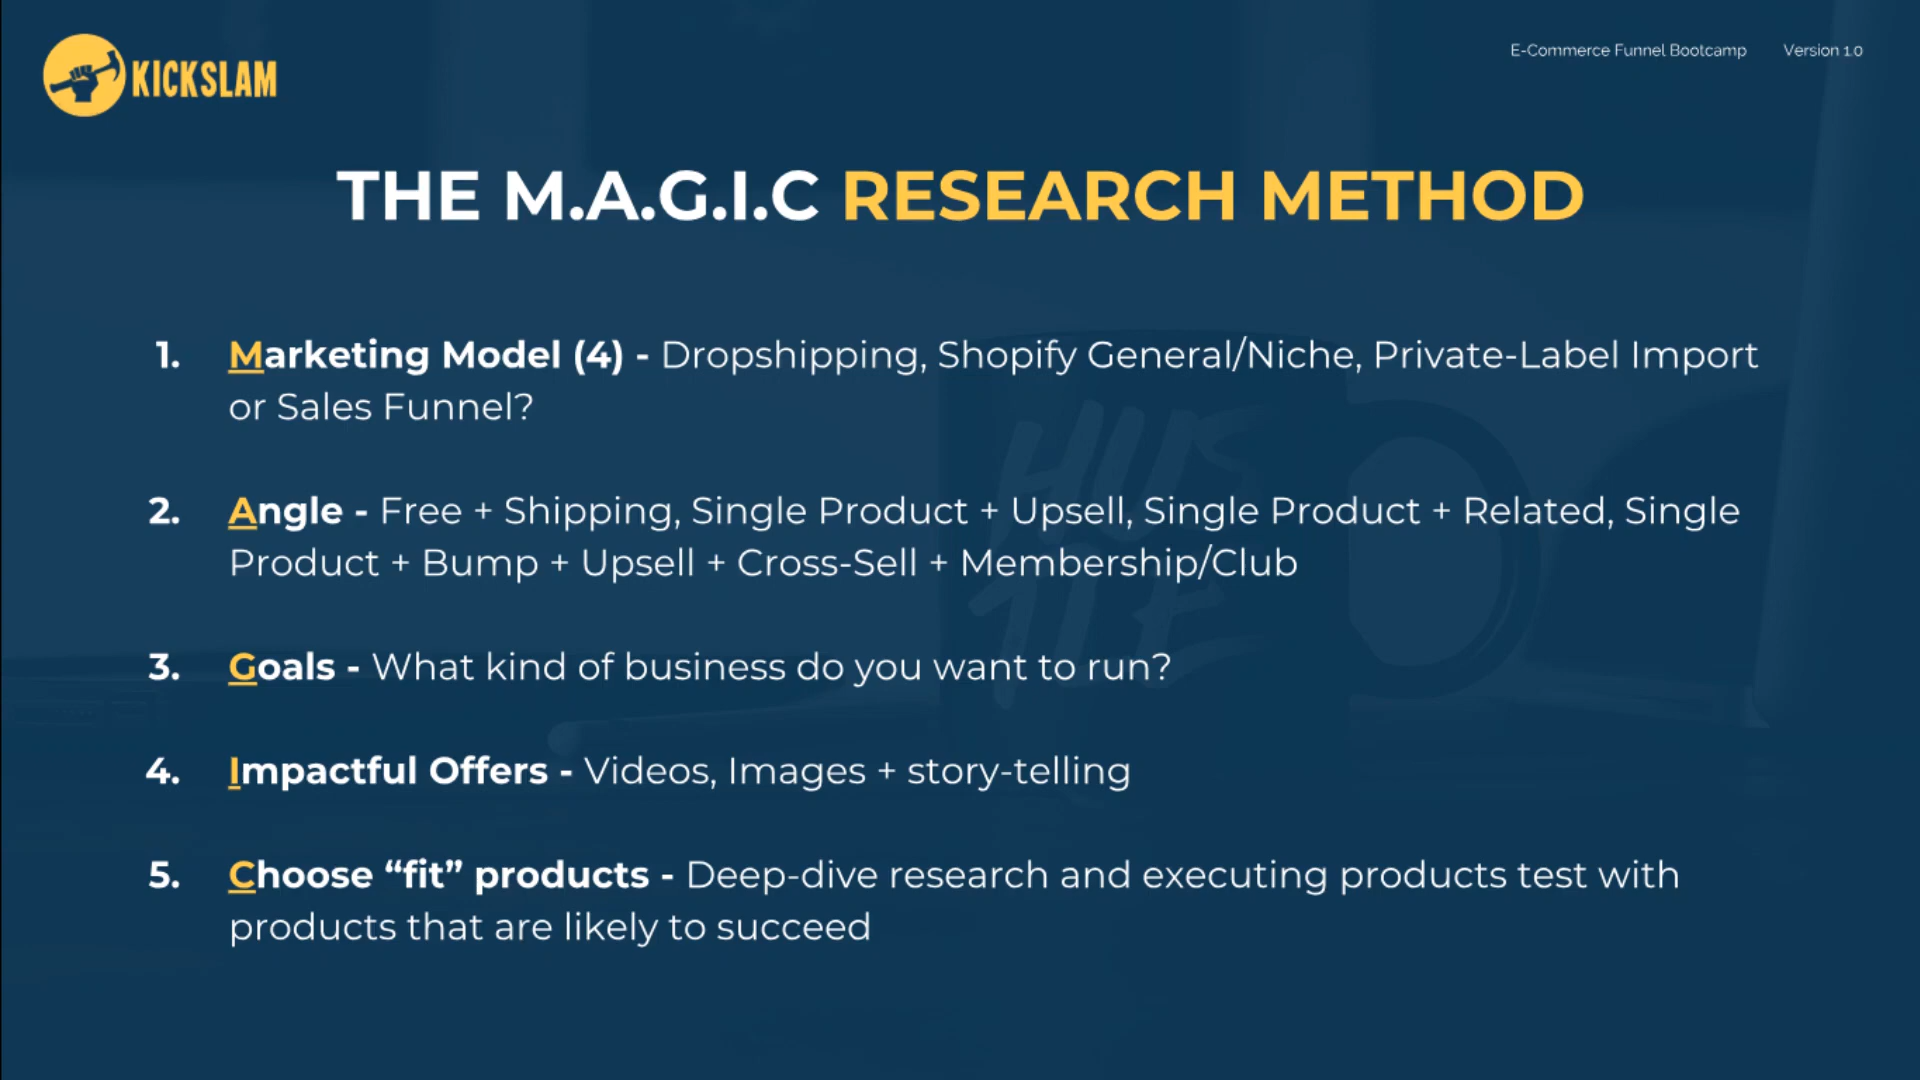 KICKSLAM
E-Commerce Funnel Bootcamp Version 1.0
THE M.A.G.I.C RESEARCH METHOD
1. Marketing Model (4) - Dropshipping, Shopify General/Niche, Private-Label Import
or Sales Funnel?
2. Angle - Free + Shipping, Single Product + Upsell, Single Product + Related, Single
Product + Bump + Upsell + Cross-Sell + Membership/Club
3. Goals - What kind of business do you want to run?
4. Impactful Offers - Videos, Images + story-telling
5. Choose “fit” products - Deep-dive research and executing products test with
products that are likely to succeed
HUS
TLE